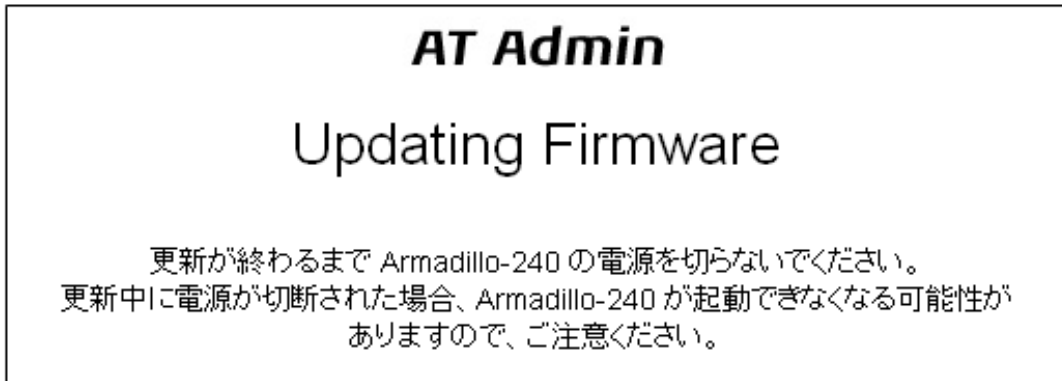 AT Admin
Updating Firmware
更新が終わるまで Armadillo-240 の電源を切らないでください。
更新中に電源が切断された場合、Armadillo-240 が起動できなくなる可能性が
ありますので、ご注意ください。